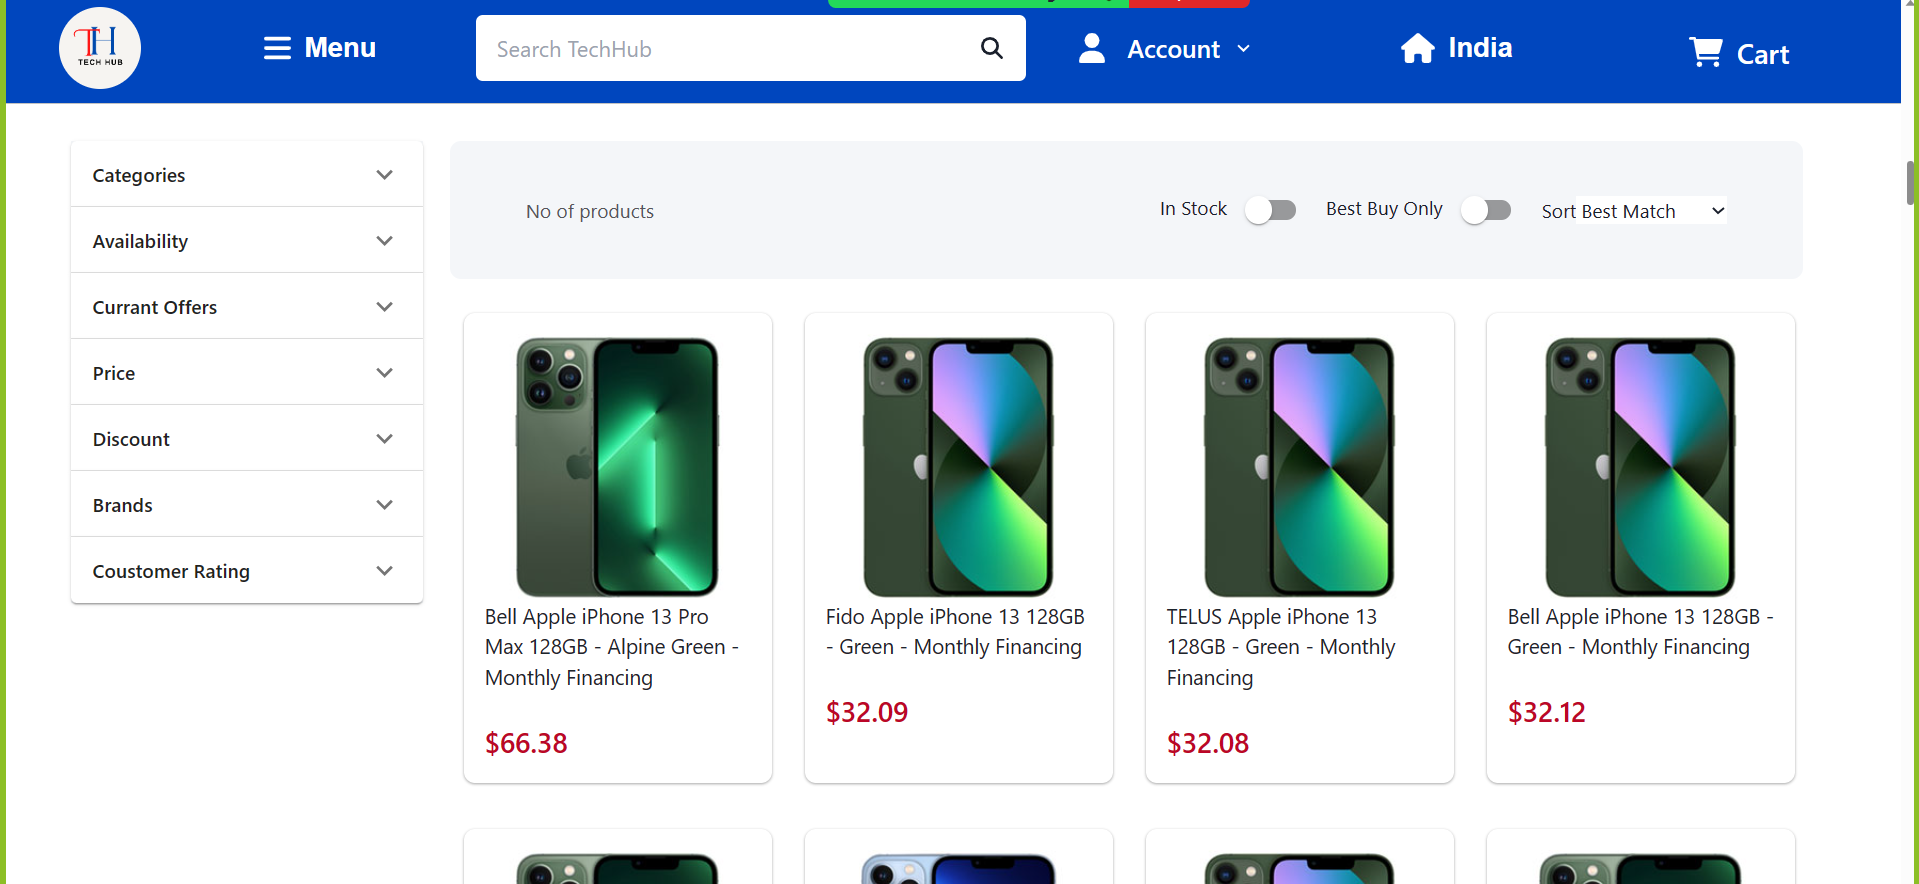 TH
TECH HUB
Menu
Search TechHub
Account
India
Cart
Categories
Availability
Currant Offers
Price
Discount
Brands
Coustomer Rating
No of products
In Stock
Best Buy Only
Sort Best Match
Bell Apple iPhone 13 Pro
Max 128GB - Alpine Green -
Monthly Financing
$66.38
Fido Apple iPhone 13 128GB
- Green - Monthly Financing
$32.09
TELUS Apple iPhone 13
128GB - Green - Monthly
Financing
$32.08
Bell Apple iPhone 13 128GB -
Green - Monthly Financing
$32.12